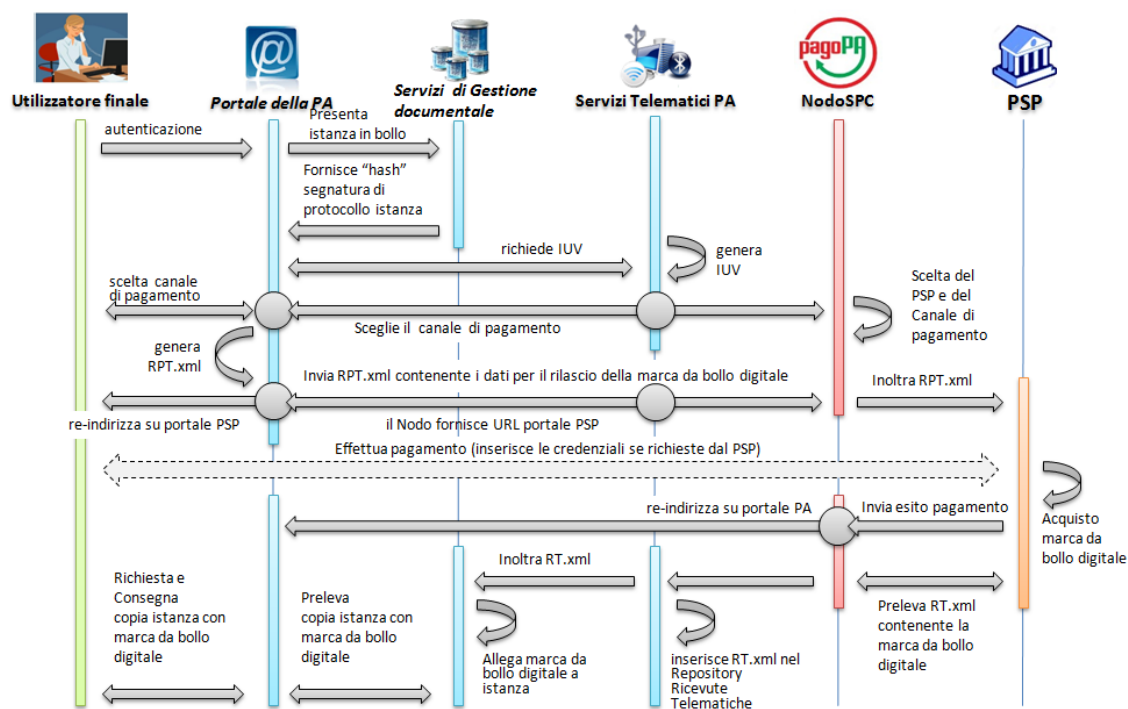 pagoPA
Utilizzatore finale
Portale della PA
Servizi di Gestione
documentale
Servizi Telematici PA
NodoSPC
PSP
autenticazione
Presenta
istanza in bollo
Fornisce “hash”
segnatura di
protocollo istanza
richiede IUV
genera
IUV
scelta canale
di pagamento
Sceglie il canale di pagamento
Scelta del
PSP e del
Canale di
pagamento
genera
RPT.xml
Invia RPT.xml contenente i dati per il rilascio della marca da bollo digitale
Inoltra RPT.xml
re-indirizza su portale PSP
il Nodo fornisce URL portale PSP
Effettua pagamento (inserisce le credenziali se richieste dal PSP)
re-indirizza su portale PA
Invia esito pagamento
Acquisto
marca da
bollo digitale
Inoltra RT.xml
Richiesta e
Consegna
copia istanza con
marca da bollo
digitale
Preleva
copia istanza con
marca da bollo
digitale
Allega marca da
bollo digitale a
istanza
inserisce RT.xml nel
Repository
Ricevute
Telematiche
Preleva RT.xml
contenente la
marca da bollo
digitale